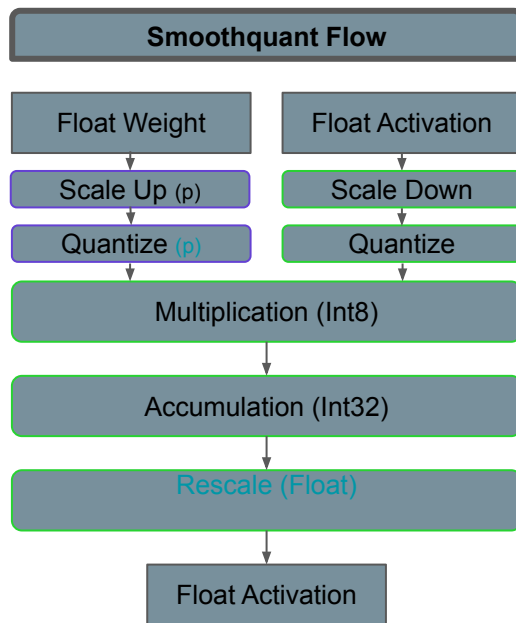 Smoothquant Flow
Float Weight
Float Activation
Scale Up (p)
Scale Down
Quantize (p)
Quantize
Multiplication (Int8)
Accumulation (Int32)
Rescale (Float)
Float Activation